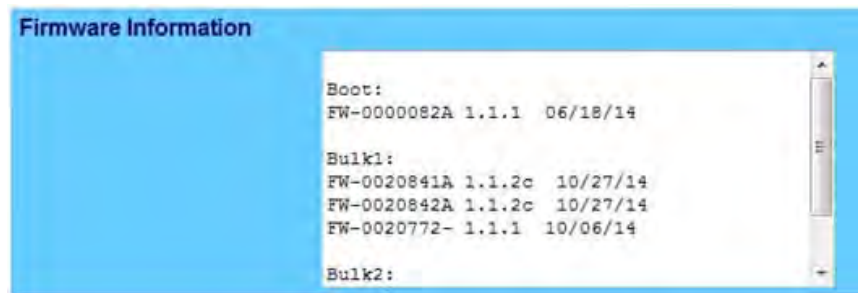 Firmware Information
Boot:
FW-0000082A 1.1.1 06/18/14
Bulk1:
FW-0020841A 1.1.2c 10/27/14
FW-0020842A 1.1.2c 10/27/14
FW-0020772- 1.1.1 10/06/14
Bulk2: